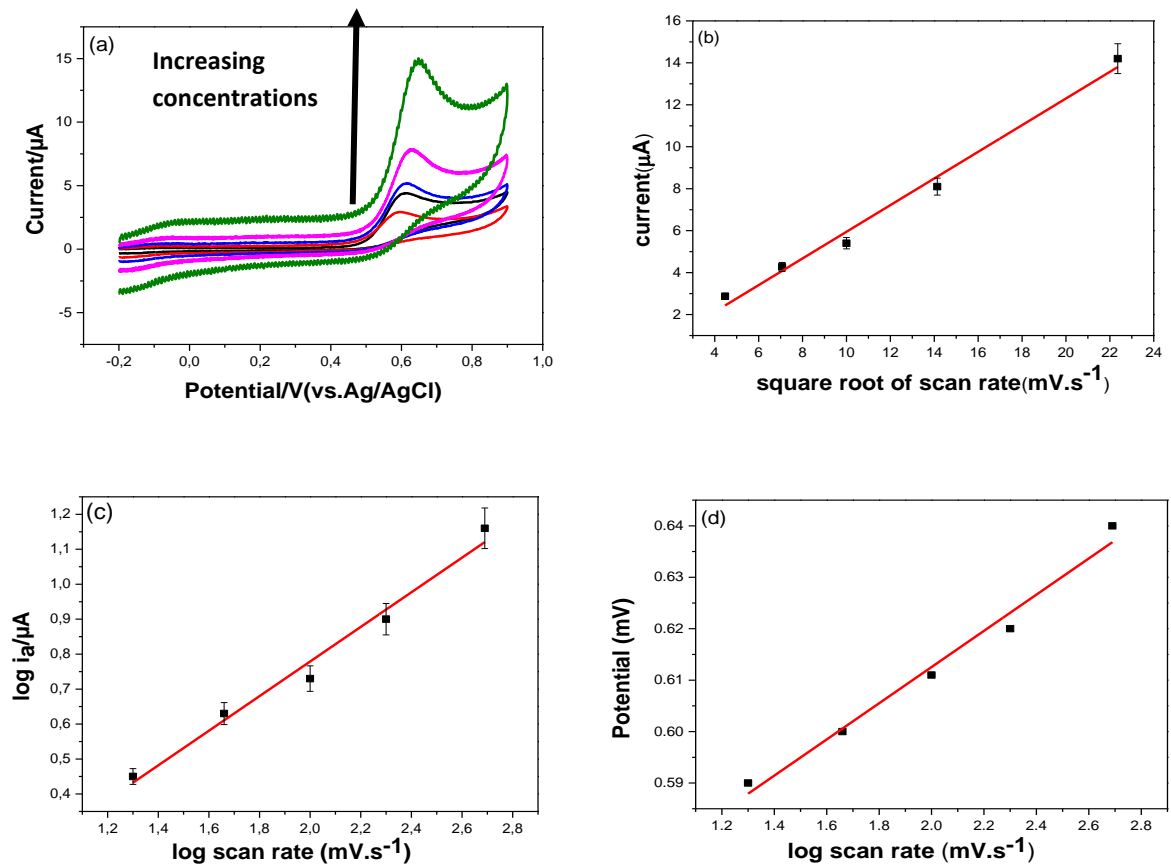 (a)
Increasing
concentrations
15
10
5
0
-5
Current/µA
-0,2 0,0 0,2 0,4 0,6 0,8 1,0
Potential/V(vs.Ag/AgCl)
(b)
16
14
12
10
8
6
4
2
current(µA)
4 6 8 10 12 14 16 18 20 22 24
square root of scan rate(mV.s-1)
(c)
1,2
1,1
1,0
0,9
0,8
0,7
0,6
0,5
0,4
log ia/µA
1,2 1,4 1,6 1,8 2,0 2,2 2,4 2,6 2,8
log scan rate (mV.s-1)
(d)
0.64
0.63
0.62
0.61
0.60
0.59
Potential (mV)
1.2 1.4 1.6 1.8 2.0 2.2 2.4 2.6 2.8
log scan rate (mV.s-1)